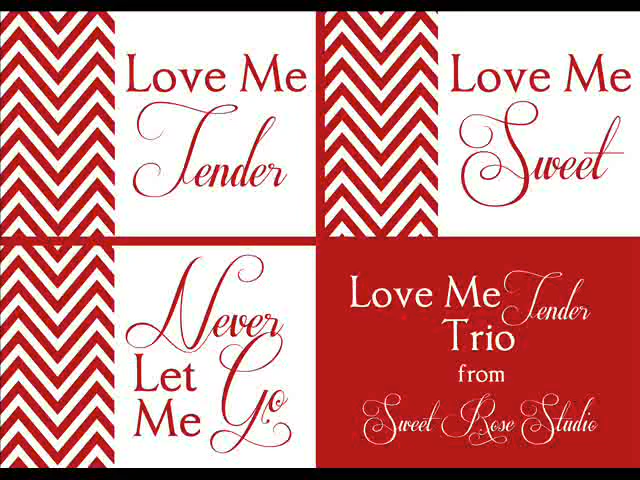 Love Me
Tender
Love Me
Sweet
Never
Let
Me Go
Love Me Tender
Trio
from
Sweet Rose Studio